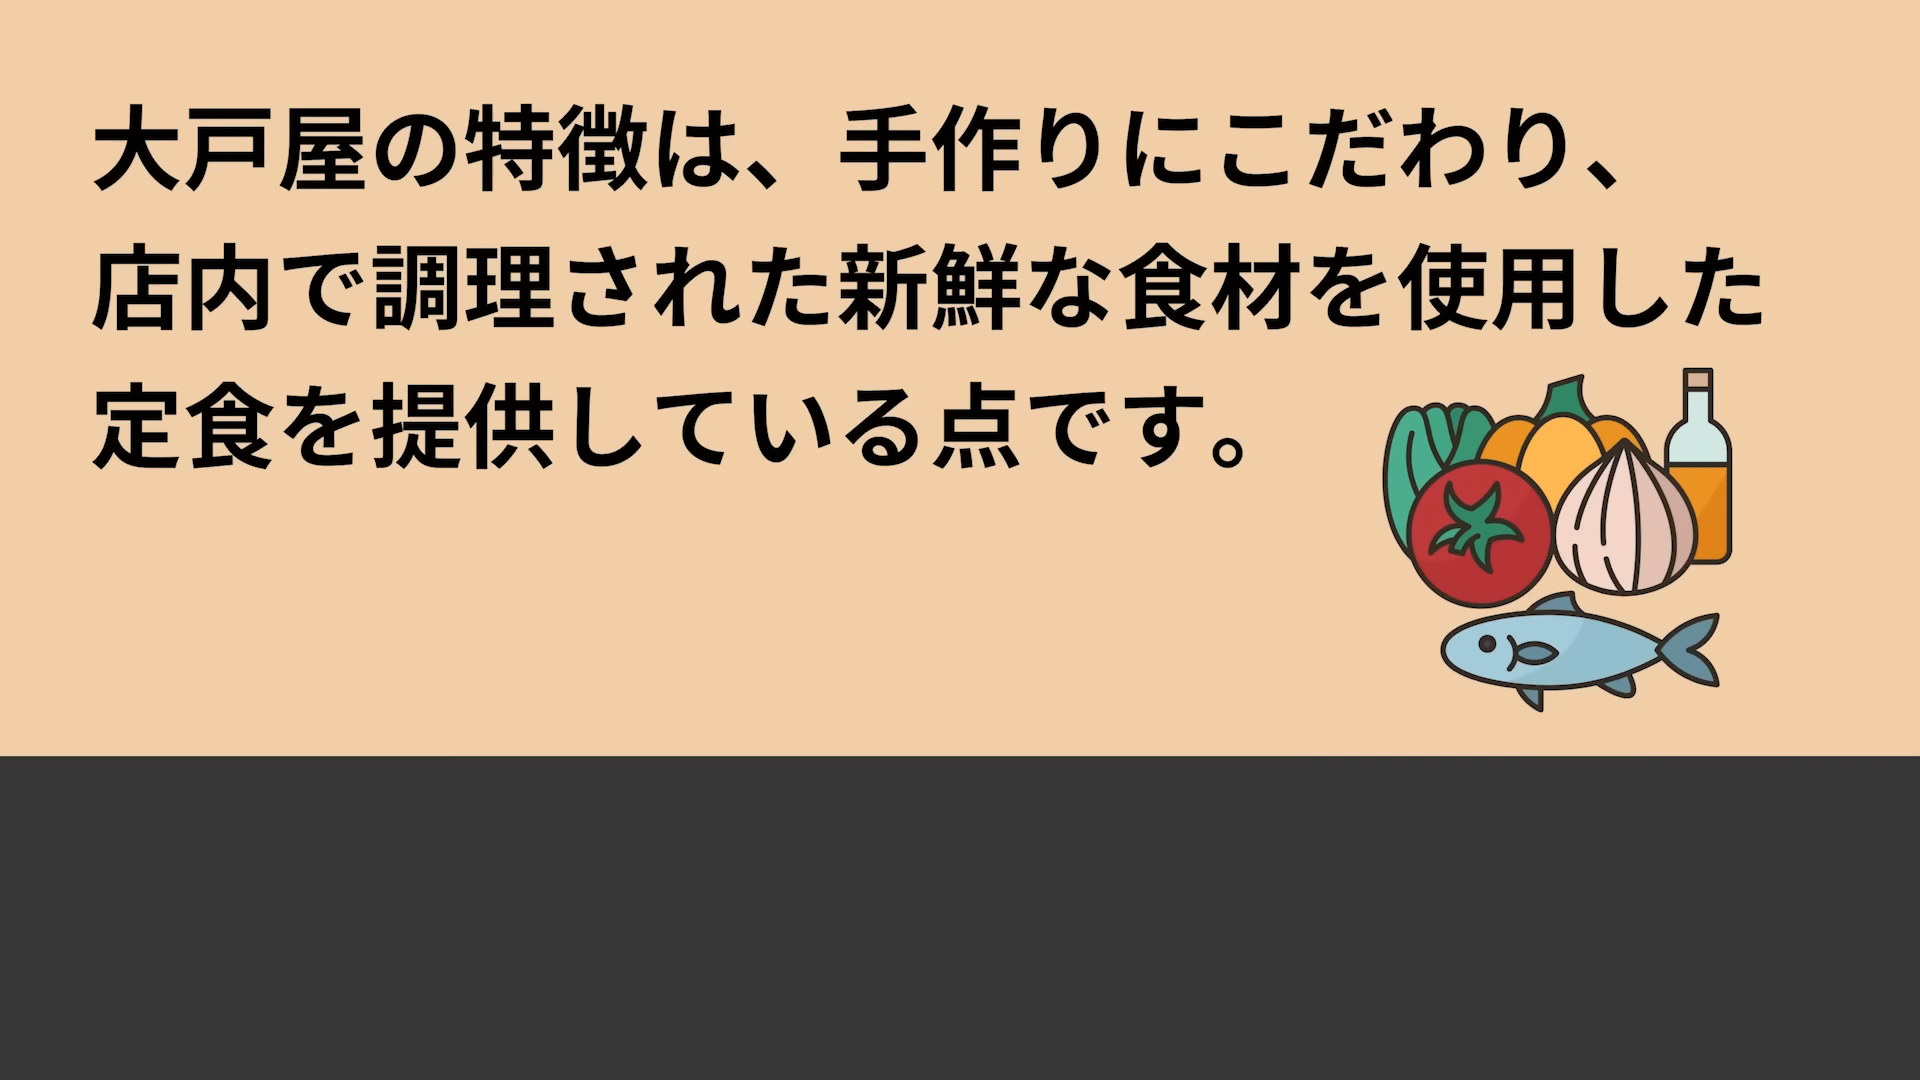 大戸屋の特徴は、手作りにこだわり、
店内で調理された新鮮な食材を使用した
定食を提供している点です。